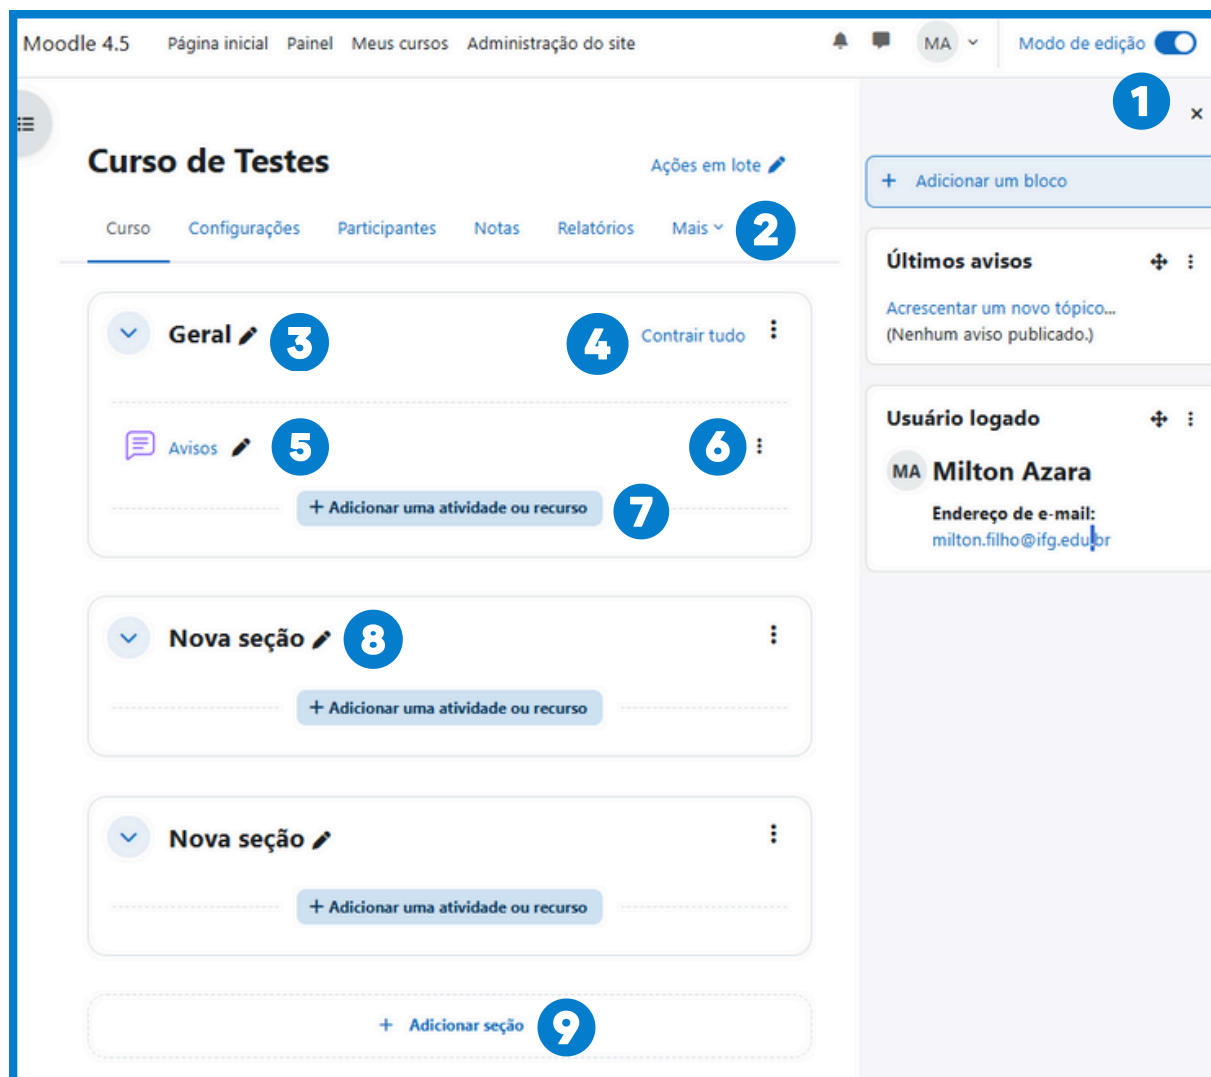 Moodle 4.5 Página inicial Painel Meus cursos Administração do site MA Modo de edição
1
Curso de Testes
Ações em lote
Curso Configurações Participantes Notas Relatórios Mais 2
Geral 3 4 Contrair tudo
Avisos 5 6
+ Adicionar uma atividade ou recurso 7
Nova seção 8
+ Adicionar uma atividade ou recurso
Nova seção
+ Adicionar uma atividade ou recurso
+ Adicionar seção 9
+ Adicionar um bloco
Últimos avisos
Acrescentar um novo tópico...
(Nenhum aviso publicado.)
Usuário logado
MA Milton Azara
Endereço de e-mail:
milton.filho@ifg.edu.br